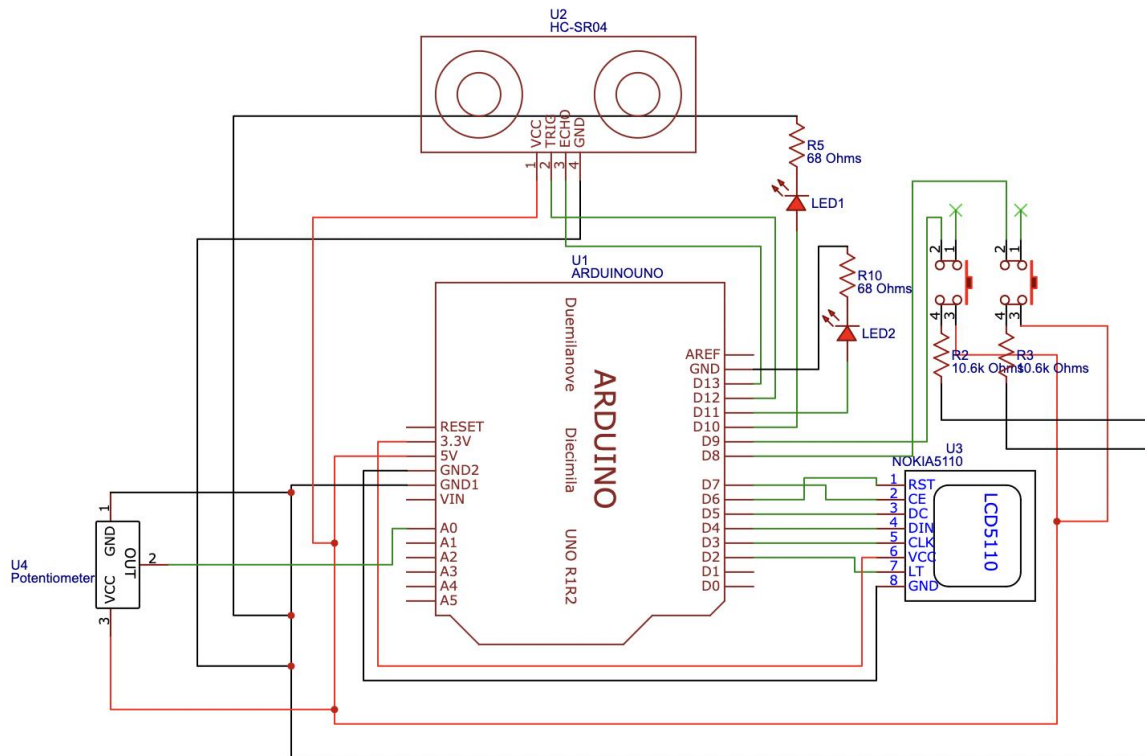 U2
HC-SR04
VCC
TRIG
ECHO
GND
1
2
3
4
R5
68 Ohms
LED1
R10
68 Ohms
LED2
2
1
4
3
R2
10.6k Ohms
2
1
4
3
R3
10.6k Ohms
U1
ARDUINOUNO
Duemilanove
Diecimila
UNO R1R2
ARDUINO
RESET
3.3V
5V
GND2
GND1
VIN
A0
A1
A2
A3
A4
A5
AREF
GND
D13
D12
D11
D10
D9
D8
D7
D6
D5
D4
D3
D2
D1
D0
U3
NOKIA5110
1 RST
2 CE
3 DC
4 DIN
5 CLK
6 VCC
7 LT
8 GND
LCD5110
U4
Potentiometer
1
GND
OUT
2
VCC
3